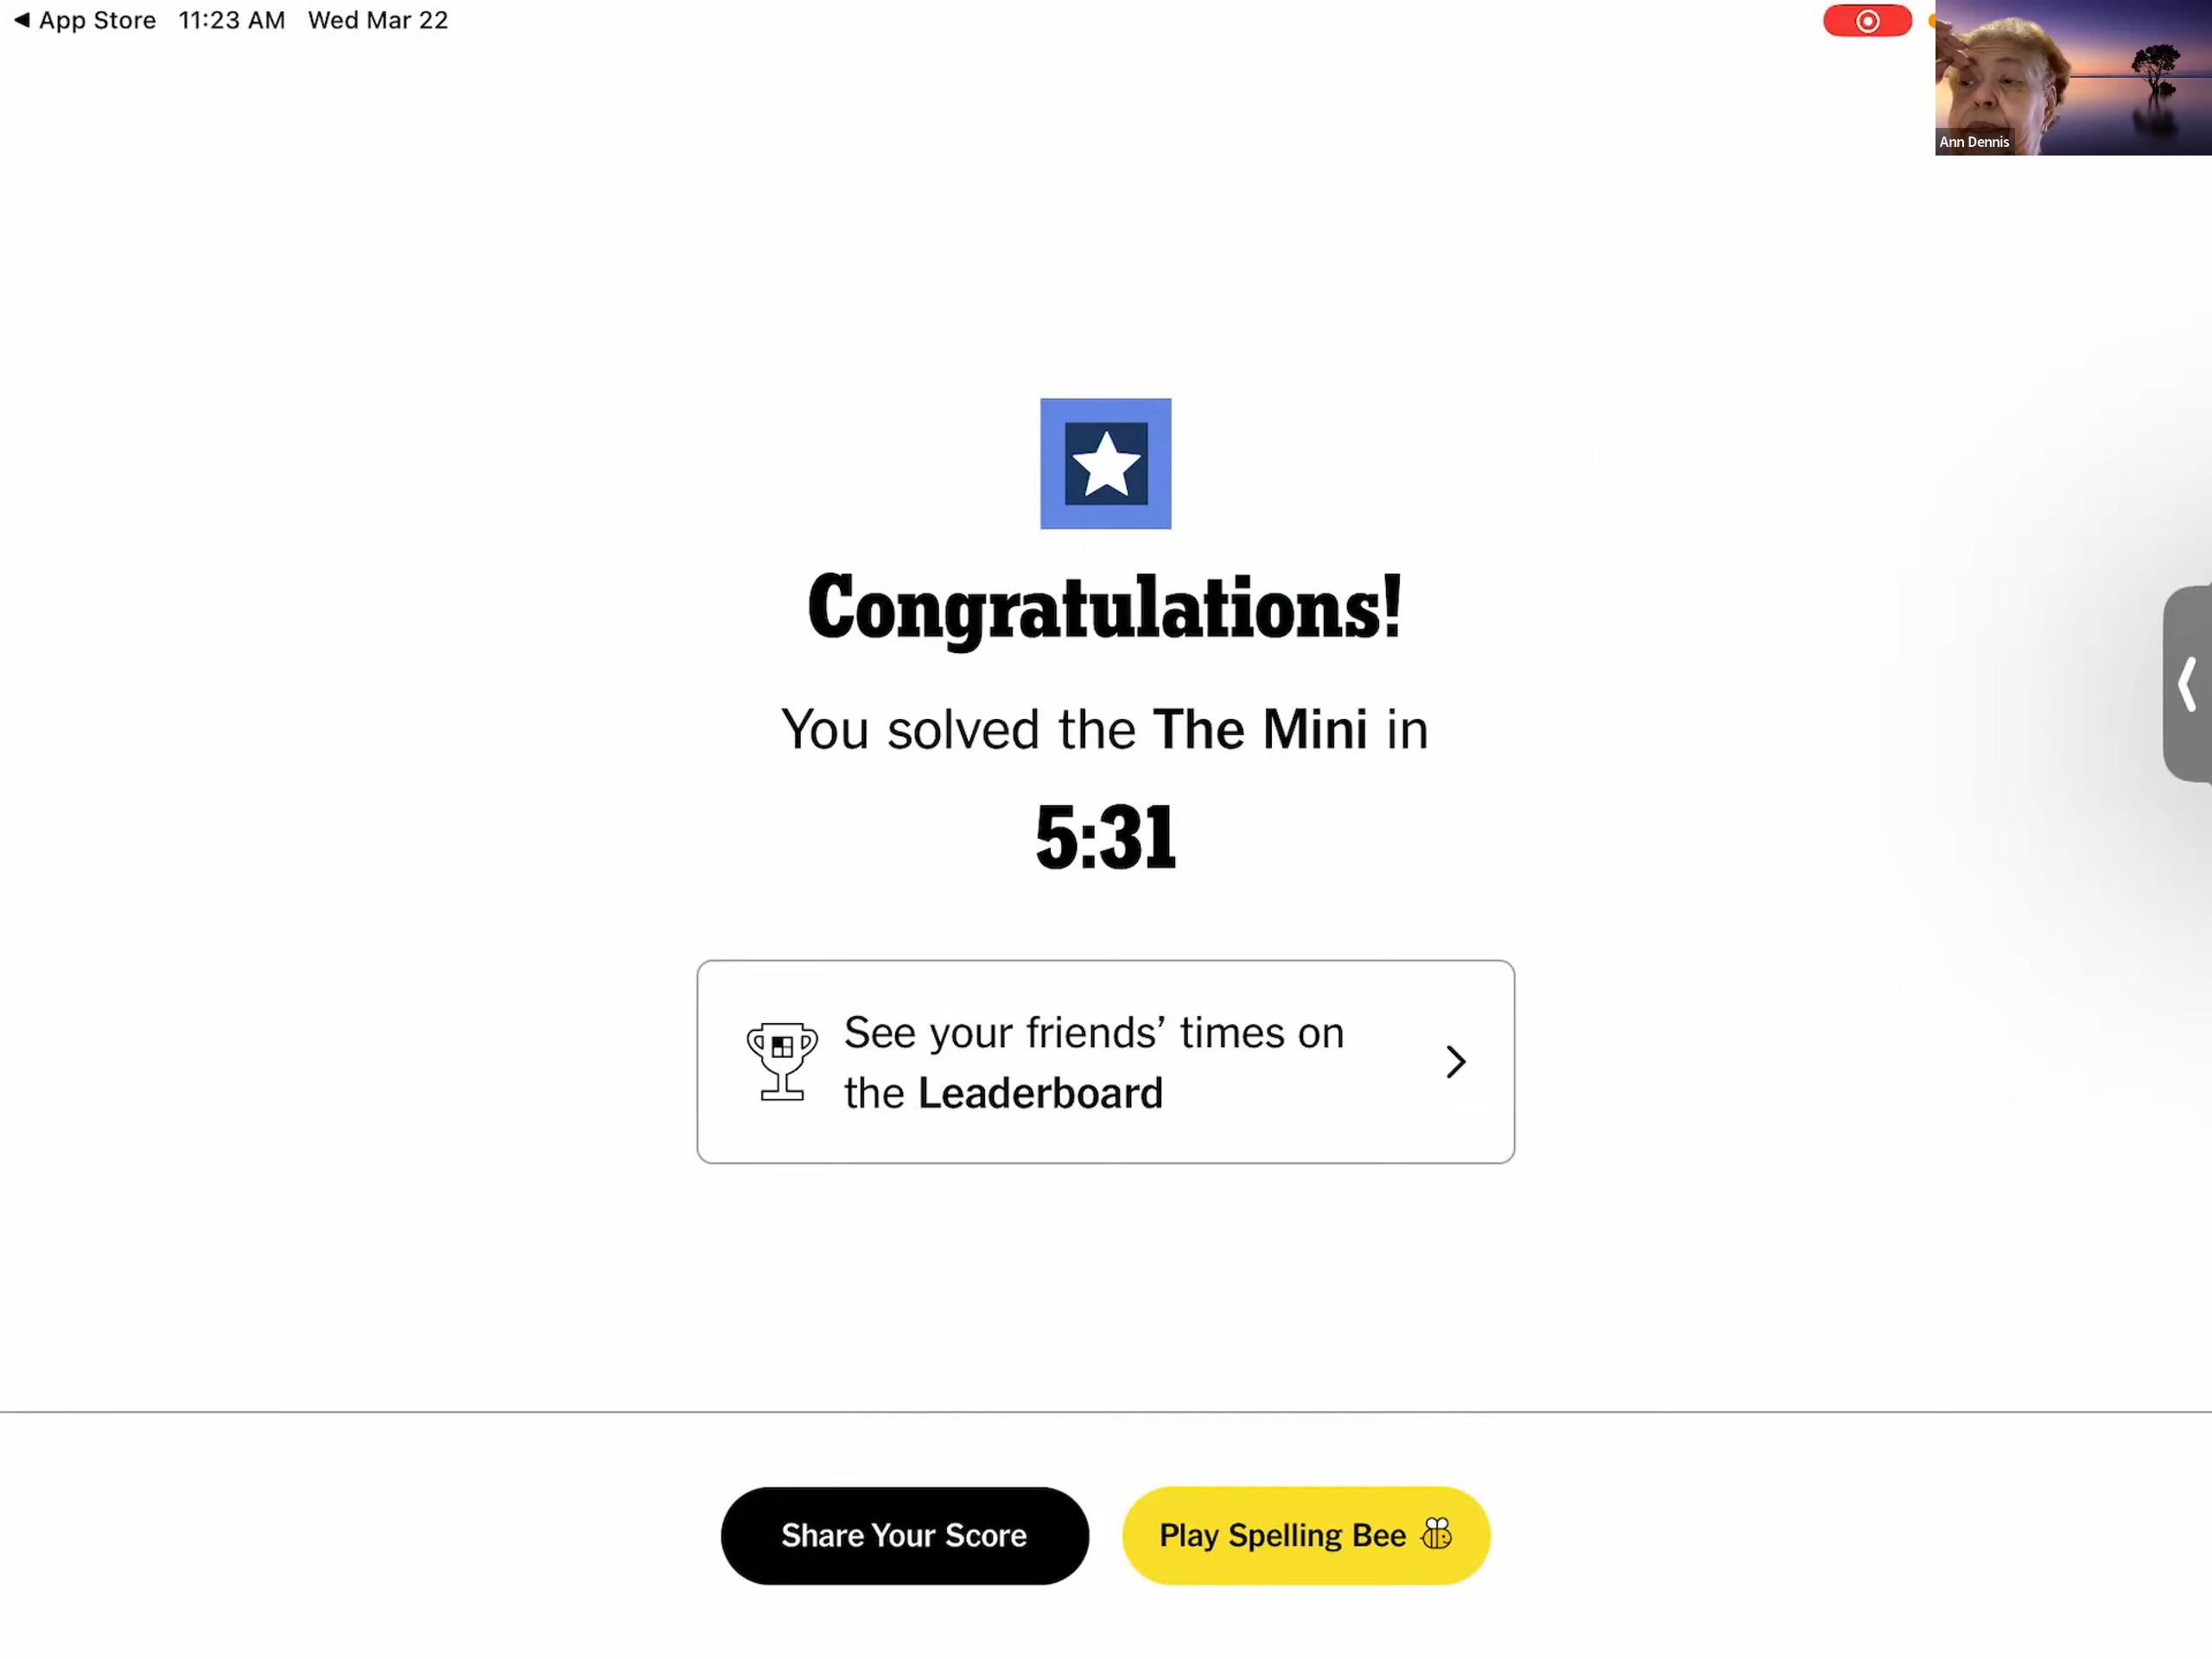 App Store 11:23 AM Wed Mar 22
Ann Dennis
Congratulations!
You solved the The Mini in
5:31
See your friends’ times on
the Leaderboard
Share Your Score
Play Spelling Bee